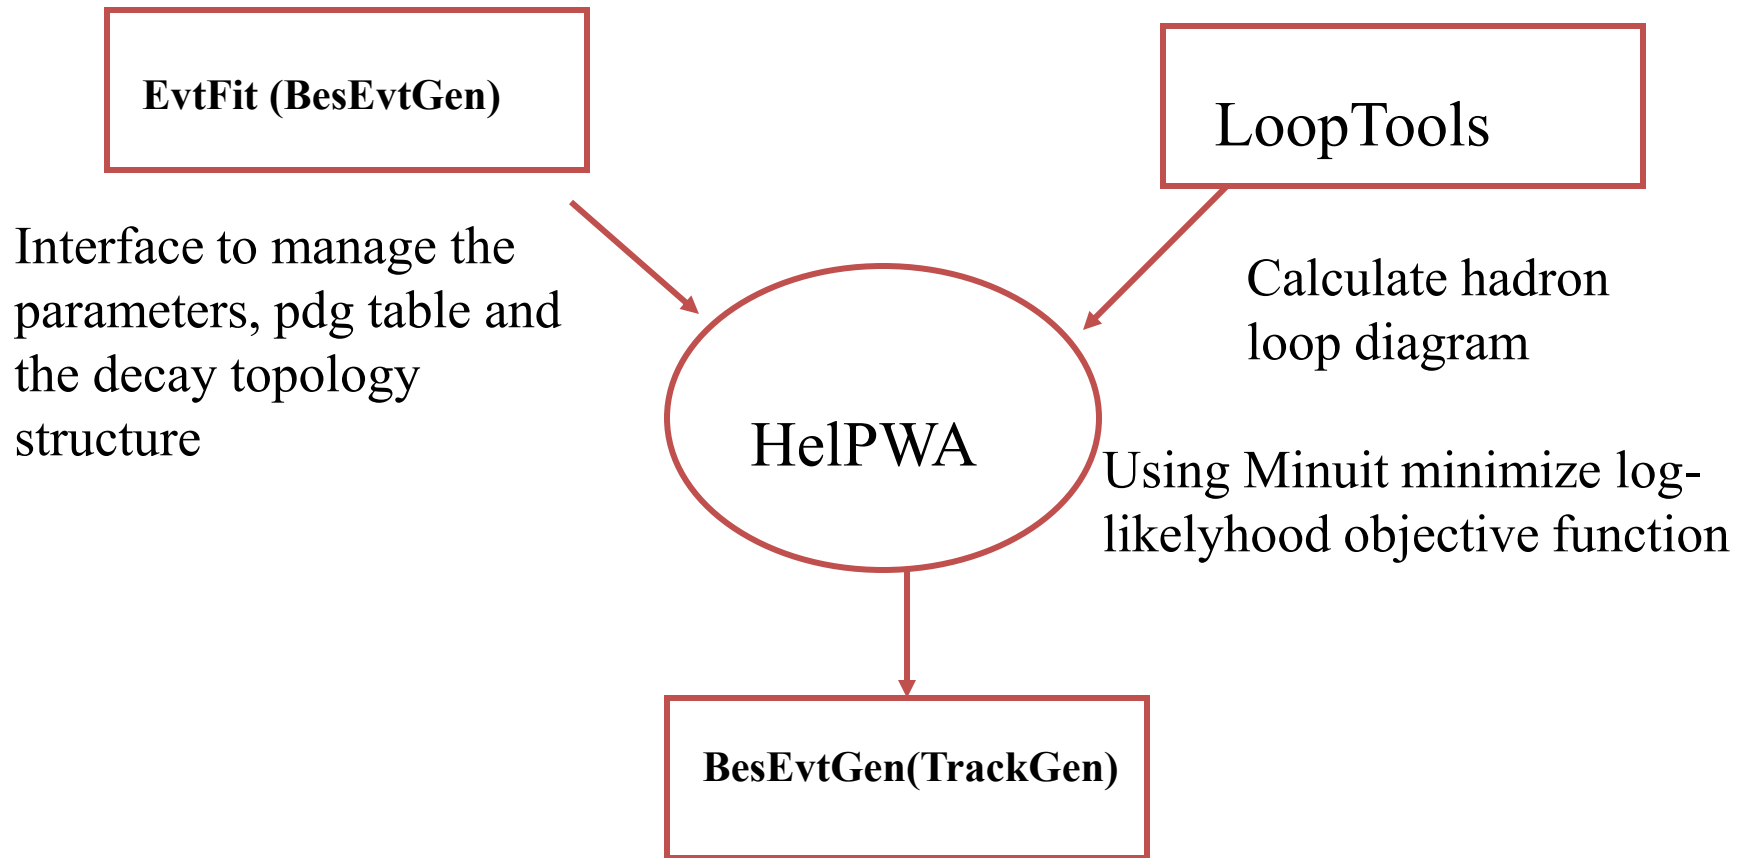 EvtFit (BesEvtGen)
LoopTools
Interface to manage the
parameters, pdg table and
the decay topology
structure
Calculate hadron
loop diagram
HelPWA
Using Minuit minimize log-
likelyhood objective function
BesEvtGen(TrackGen)